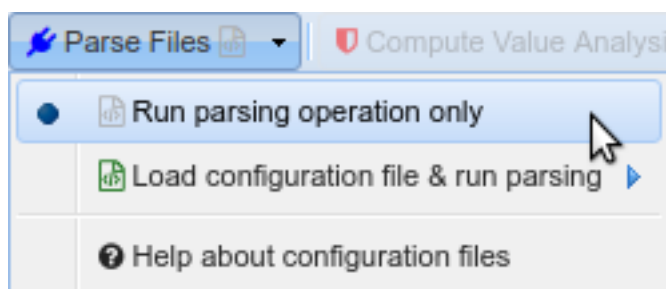 Parse Files
Compute Value Analysi
Run parsing operation only
Load configuration file & run parsing
Help about configuration files